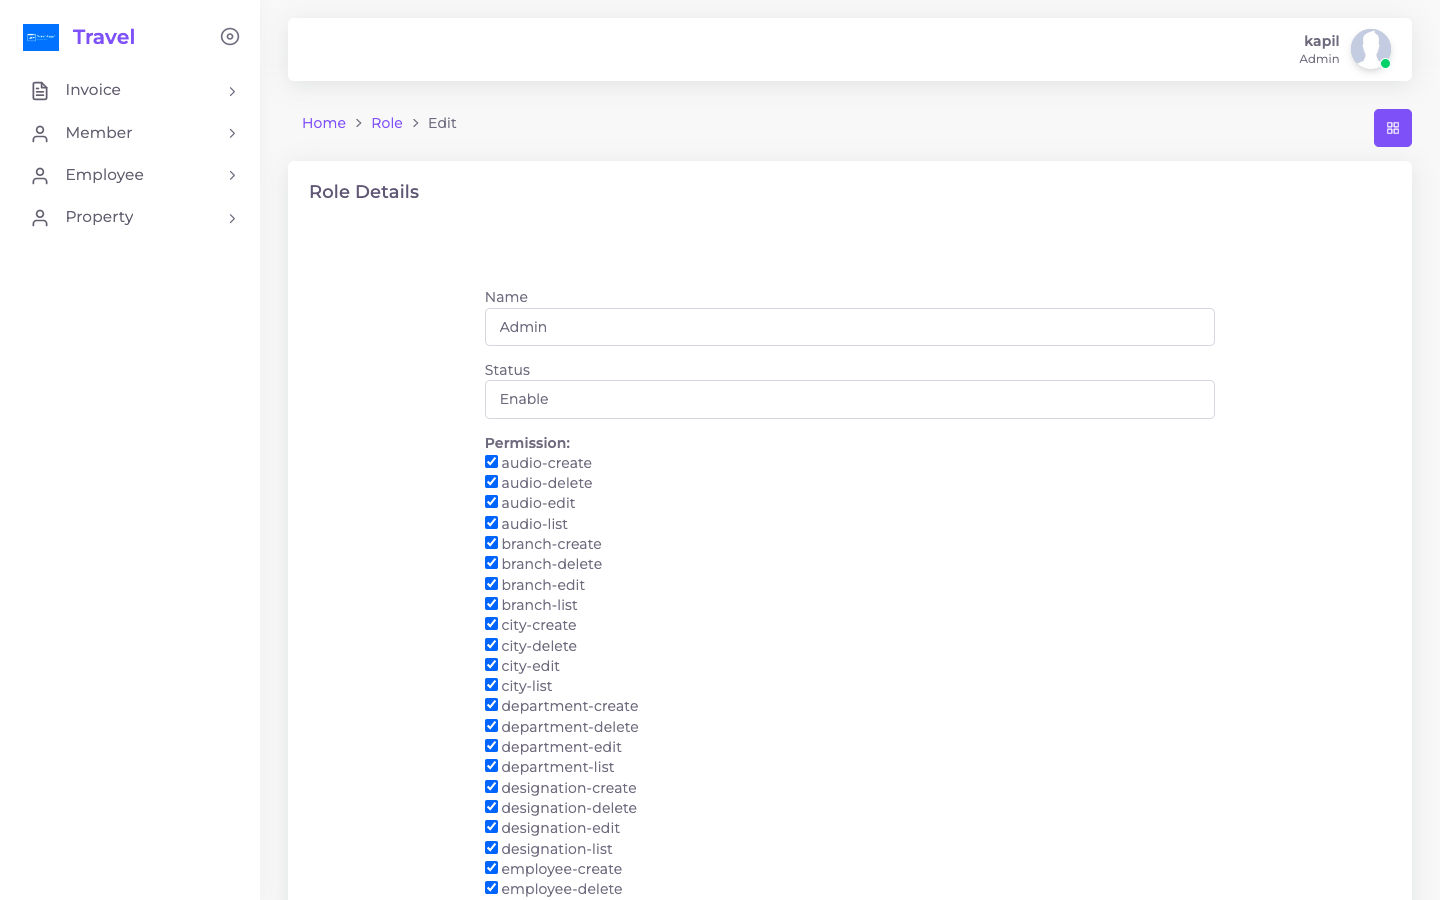 Travel
Invoice
Member
Employee
Property
kapil
Admin
Home > Role > Edit
Role Details
Name
Admin
Status
Enable
Permission:
audio-create
audio-delete
audio-edit
audio-list
branch-create
branch-delete
branch-edit
branch-list
city-create
city-delete
city-edit
city-list
department-create
department-delete
department-edit
department-list
designation-create
designation-delete
designation-edit
designation-list
employee-create
employee-delete